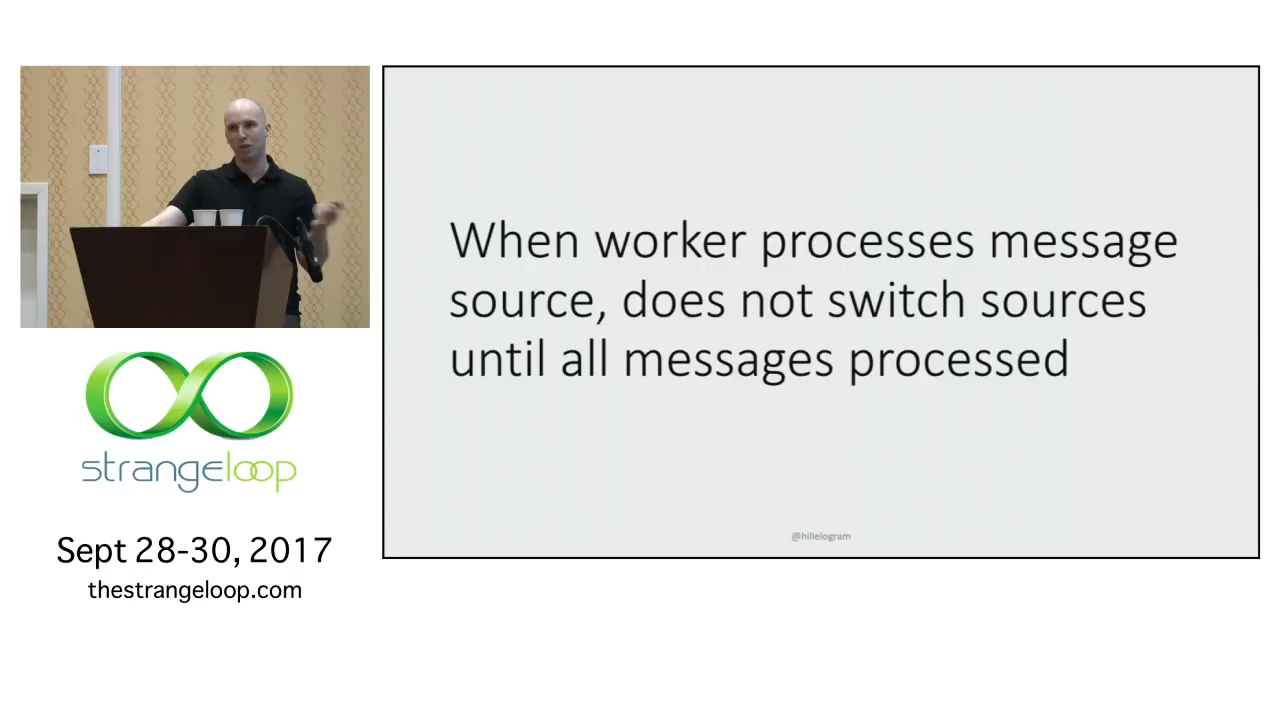 When worker processes message
source, does not switch sources
until all messages processed
@hillelogram
strangeloop
Sept 28-30, 2017
thestrangeloop.com